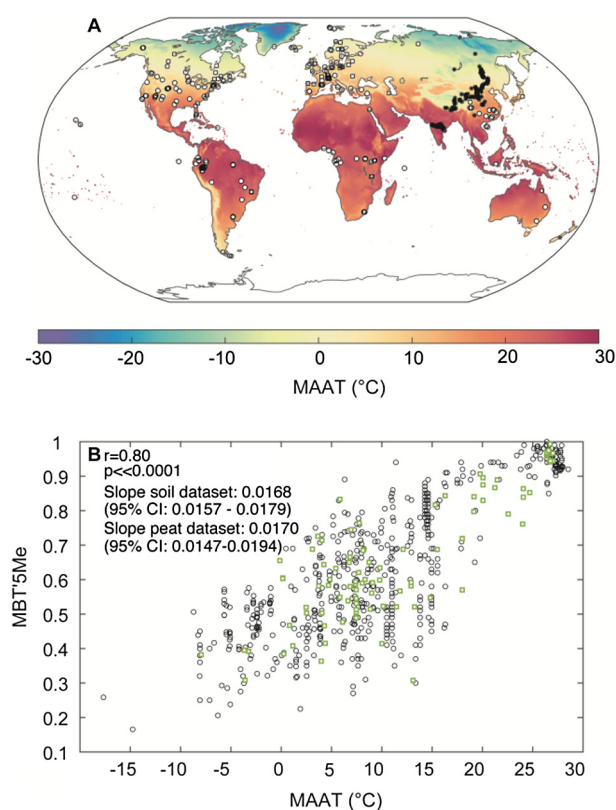 A
-30 -20 -10 0 10 20 30
MAAT (°C)
B r=0.80
p<<0.0001
Slope soil dataset: 0.0168
(95% CI: 0.0157 - 0.0179)
Slope peat dataset: 0.0170
(95% CI: 0.0147-0.0194)
MBT'5Me
1
0.9
0.8
0.7
0.6
0.5
0.4
0.3
0.2
0.1
-15 -10 -5 0 5 10 15 20 25
MAAT (°C)